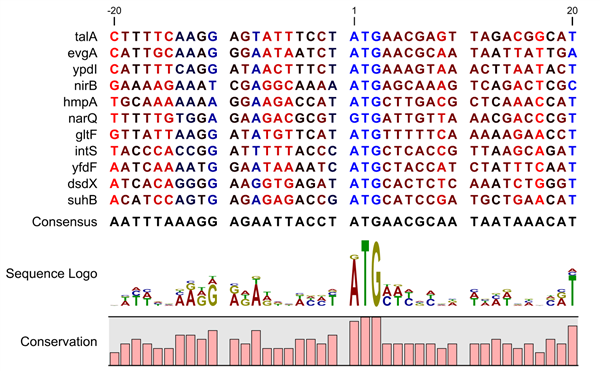 -20 1 20
talA CTTTTCAAGG AGTATTTCCT ATGAACGAGT TAGACGGCAT
evgA CATTGCAAAG GGAATAATCT ATGAACGCAA TAATTATTGA
ypdI CATTTTCAGG ATAACTTTCT ATGAAAGTAA ACTTAATACT
nirB GAAAAGAAAT CGAGGCAAAA ATGAGCAAAG TCAGACTCGC
hmpA TGCAAAAAAA GGAAGACCAT ATGCTTGACG CTCAAACCAT
narQ TTTTTGTGGA GAAGACGCGT GTGATTGTTA AACGACCCGT
gltF GTTATTAAGG ATATGTTCAT ATGTTTTTCA AAAAGAACCT
intS TACCCACCGG ATTTTTACCC ATGCTCACCG TTAAGCAGAT
yfdF AATCAAAATG GAATAAAATC ATGCTACCAT CTATTTCAAT
dsdX ATCACAGGGG AAGGTGAGAT ATGCACTCTC AAATCTGGGT
suhB ACATCCAGTG AGAGAGACCG ATGCATCCGA TGCTGAACAT
Consensus AATTTAAAGG AGAATTACCT ATGAACGCAA TAATAAACAT
Sequence Logo ATG
Conservation